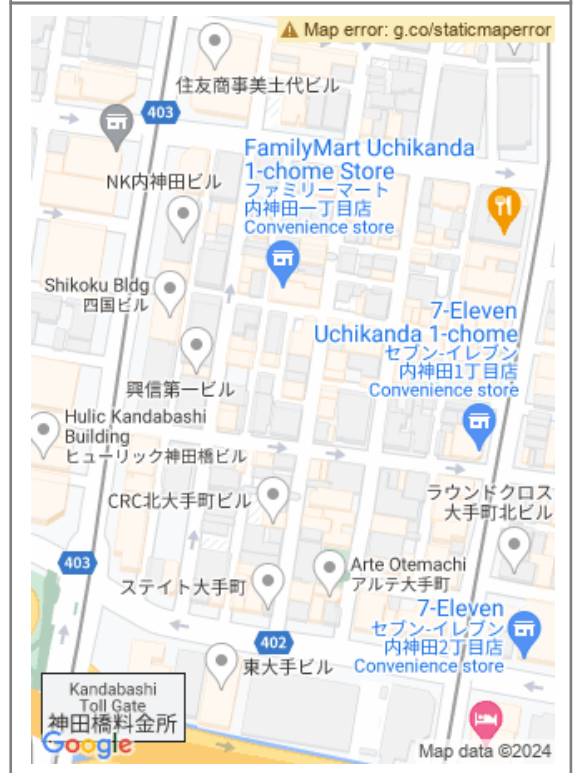 Map error: g.co/staticmaperror
住友商事美土代ビル
403
FamilyMart Uchikanda
1-chome Store
ファミリーマート
内神田一丁目店
Convenience store
NK内神田ビル
Shikoku Bldg
四国ビル
7-Eleven
Uchikanda 1-chome
セブン-イレブン
内神田1丁目店
Convenience store
興信第一ビル
Hulic Kandabashi
Building
ヒューリック神田橋ビル
CRC北大手町ビル
ラウンドクロス
大手町北ビル
403
Arte Otemachi
アルテ大手町
ステイト大手町
7-Eleven
セブン-イレブン
内神田2丁目店
Convenience store
402
東大手ビル
Kandabashi
Toll Gate
神田橋料金所
Google
Map data ©2024